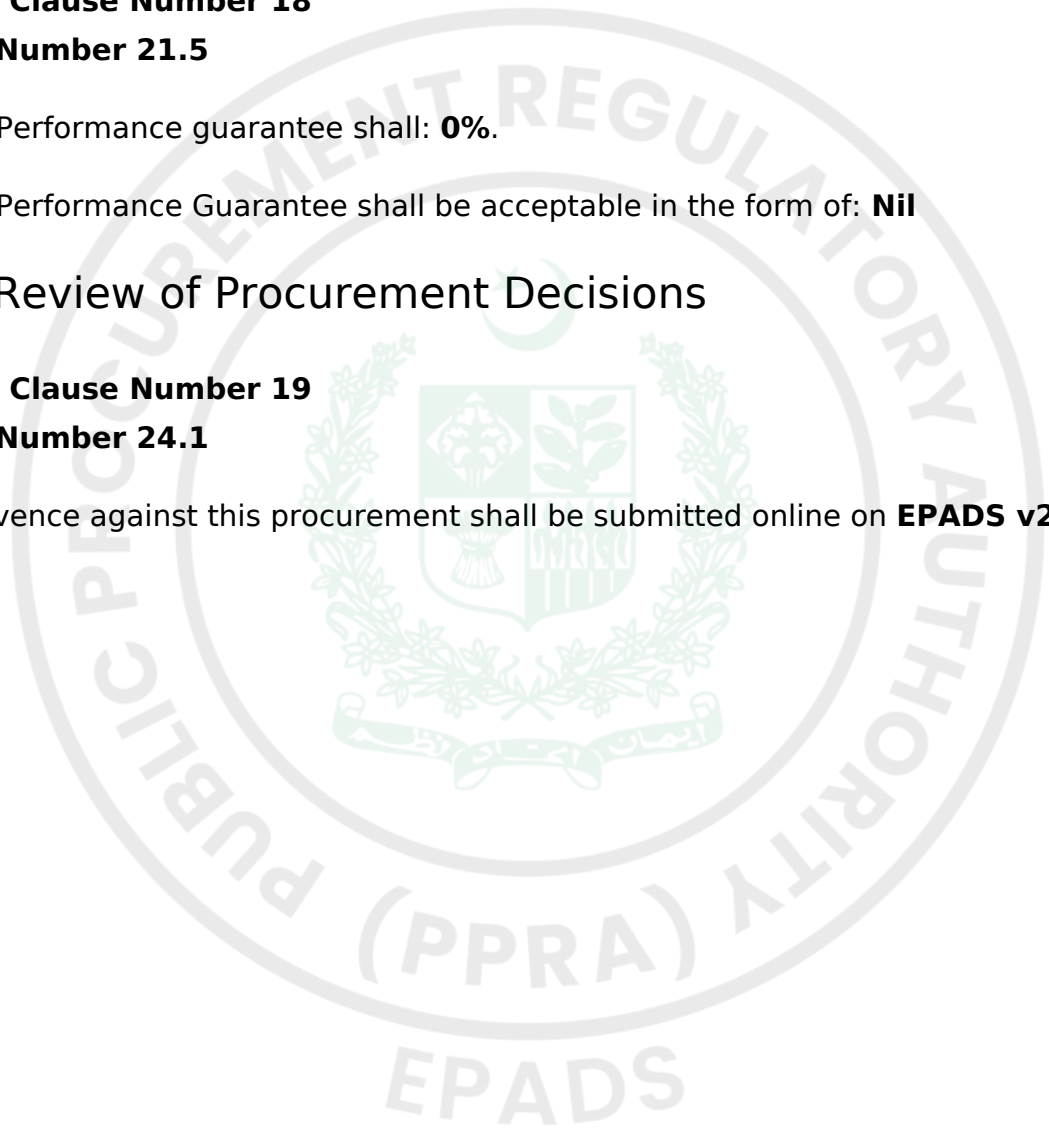 Clause Number 18
Number 21.5
Performance guarantee shall: 0%.
Performance Guarantee shall be acceptable in the form of: Nil
Review of Procurement Decisions
Clause Number 19
Number 24.1
vence against this procurement shall be submitted online on EPADS v2
PUBLIC PROCUREMENT REGULATORY AUTHORITY
(PPRA)
EPADS